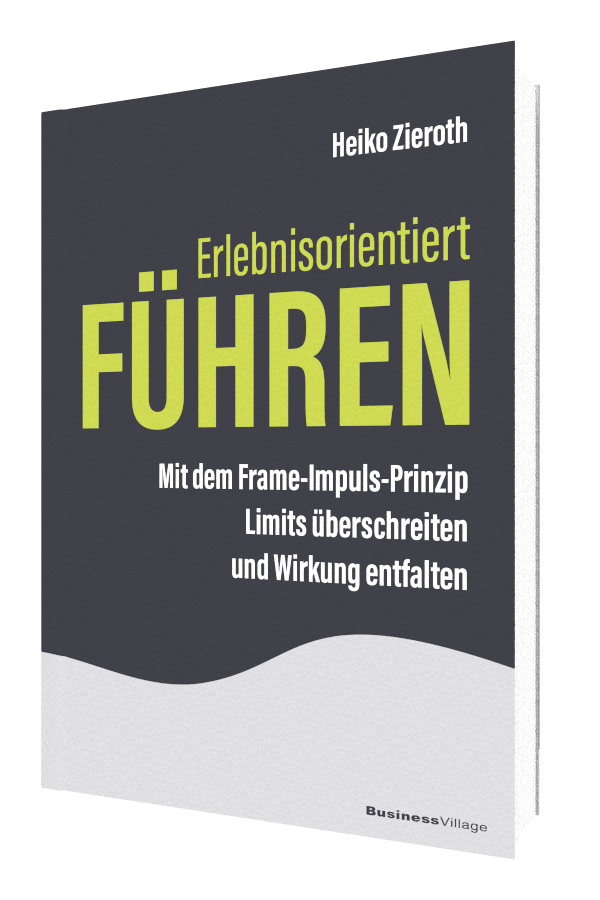 Heiko Zieroth
Erlebnisorientiert
FÜHREN
Mit dem Frame-Impuls-Prinzip
Limits überschreiten
und Wirkung entfalten
BusinessVillage